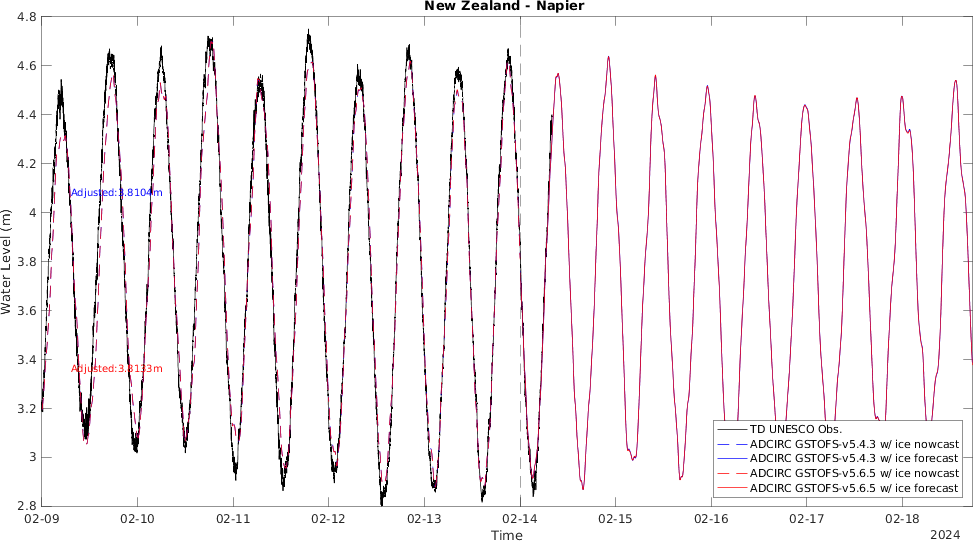 New Zealand - Napier
4.8
4.6
4.4
4.2
4
3.8
3.6
3.4
3.2
3
2.8
Water Level (m)
Adjusted:3.8104m
Adjusted:3.8133m
TD UNESCO Obs.
ADCIRC GSTOFS-v5.4.3 w/ ice nowcast
ADCIRC GSTOFS-v5.4.3 w/ ice forecast
ADCIRC GSTOFS-v5.6.5 w/ ice nowcast
ADCIRC GSTOFS-v5.6.5 w/ ice forecast
02-09 02-10 02-11 02-12 02-13 02-14 02-15 02-16 02-17 02-18
Time
2024